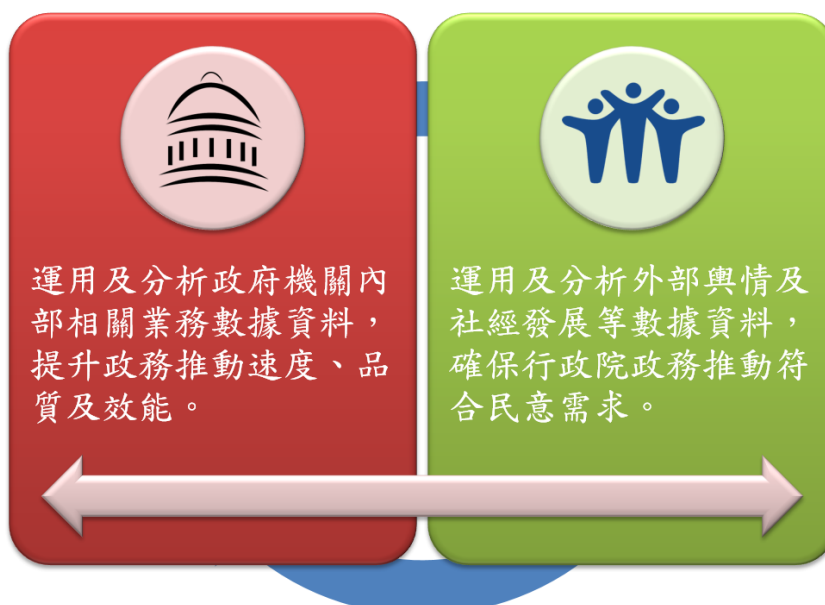 運用及分析政府機關內
部相關業務數據資料，
提升政務推動速度、品
質及效能。
運用及分析外部輿情及
社經發展等數據資料，
確保行政院政務推動符
合民意需求。